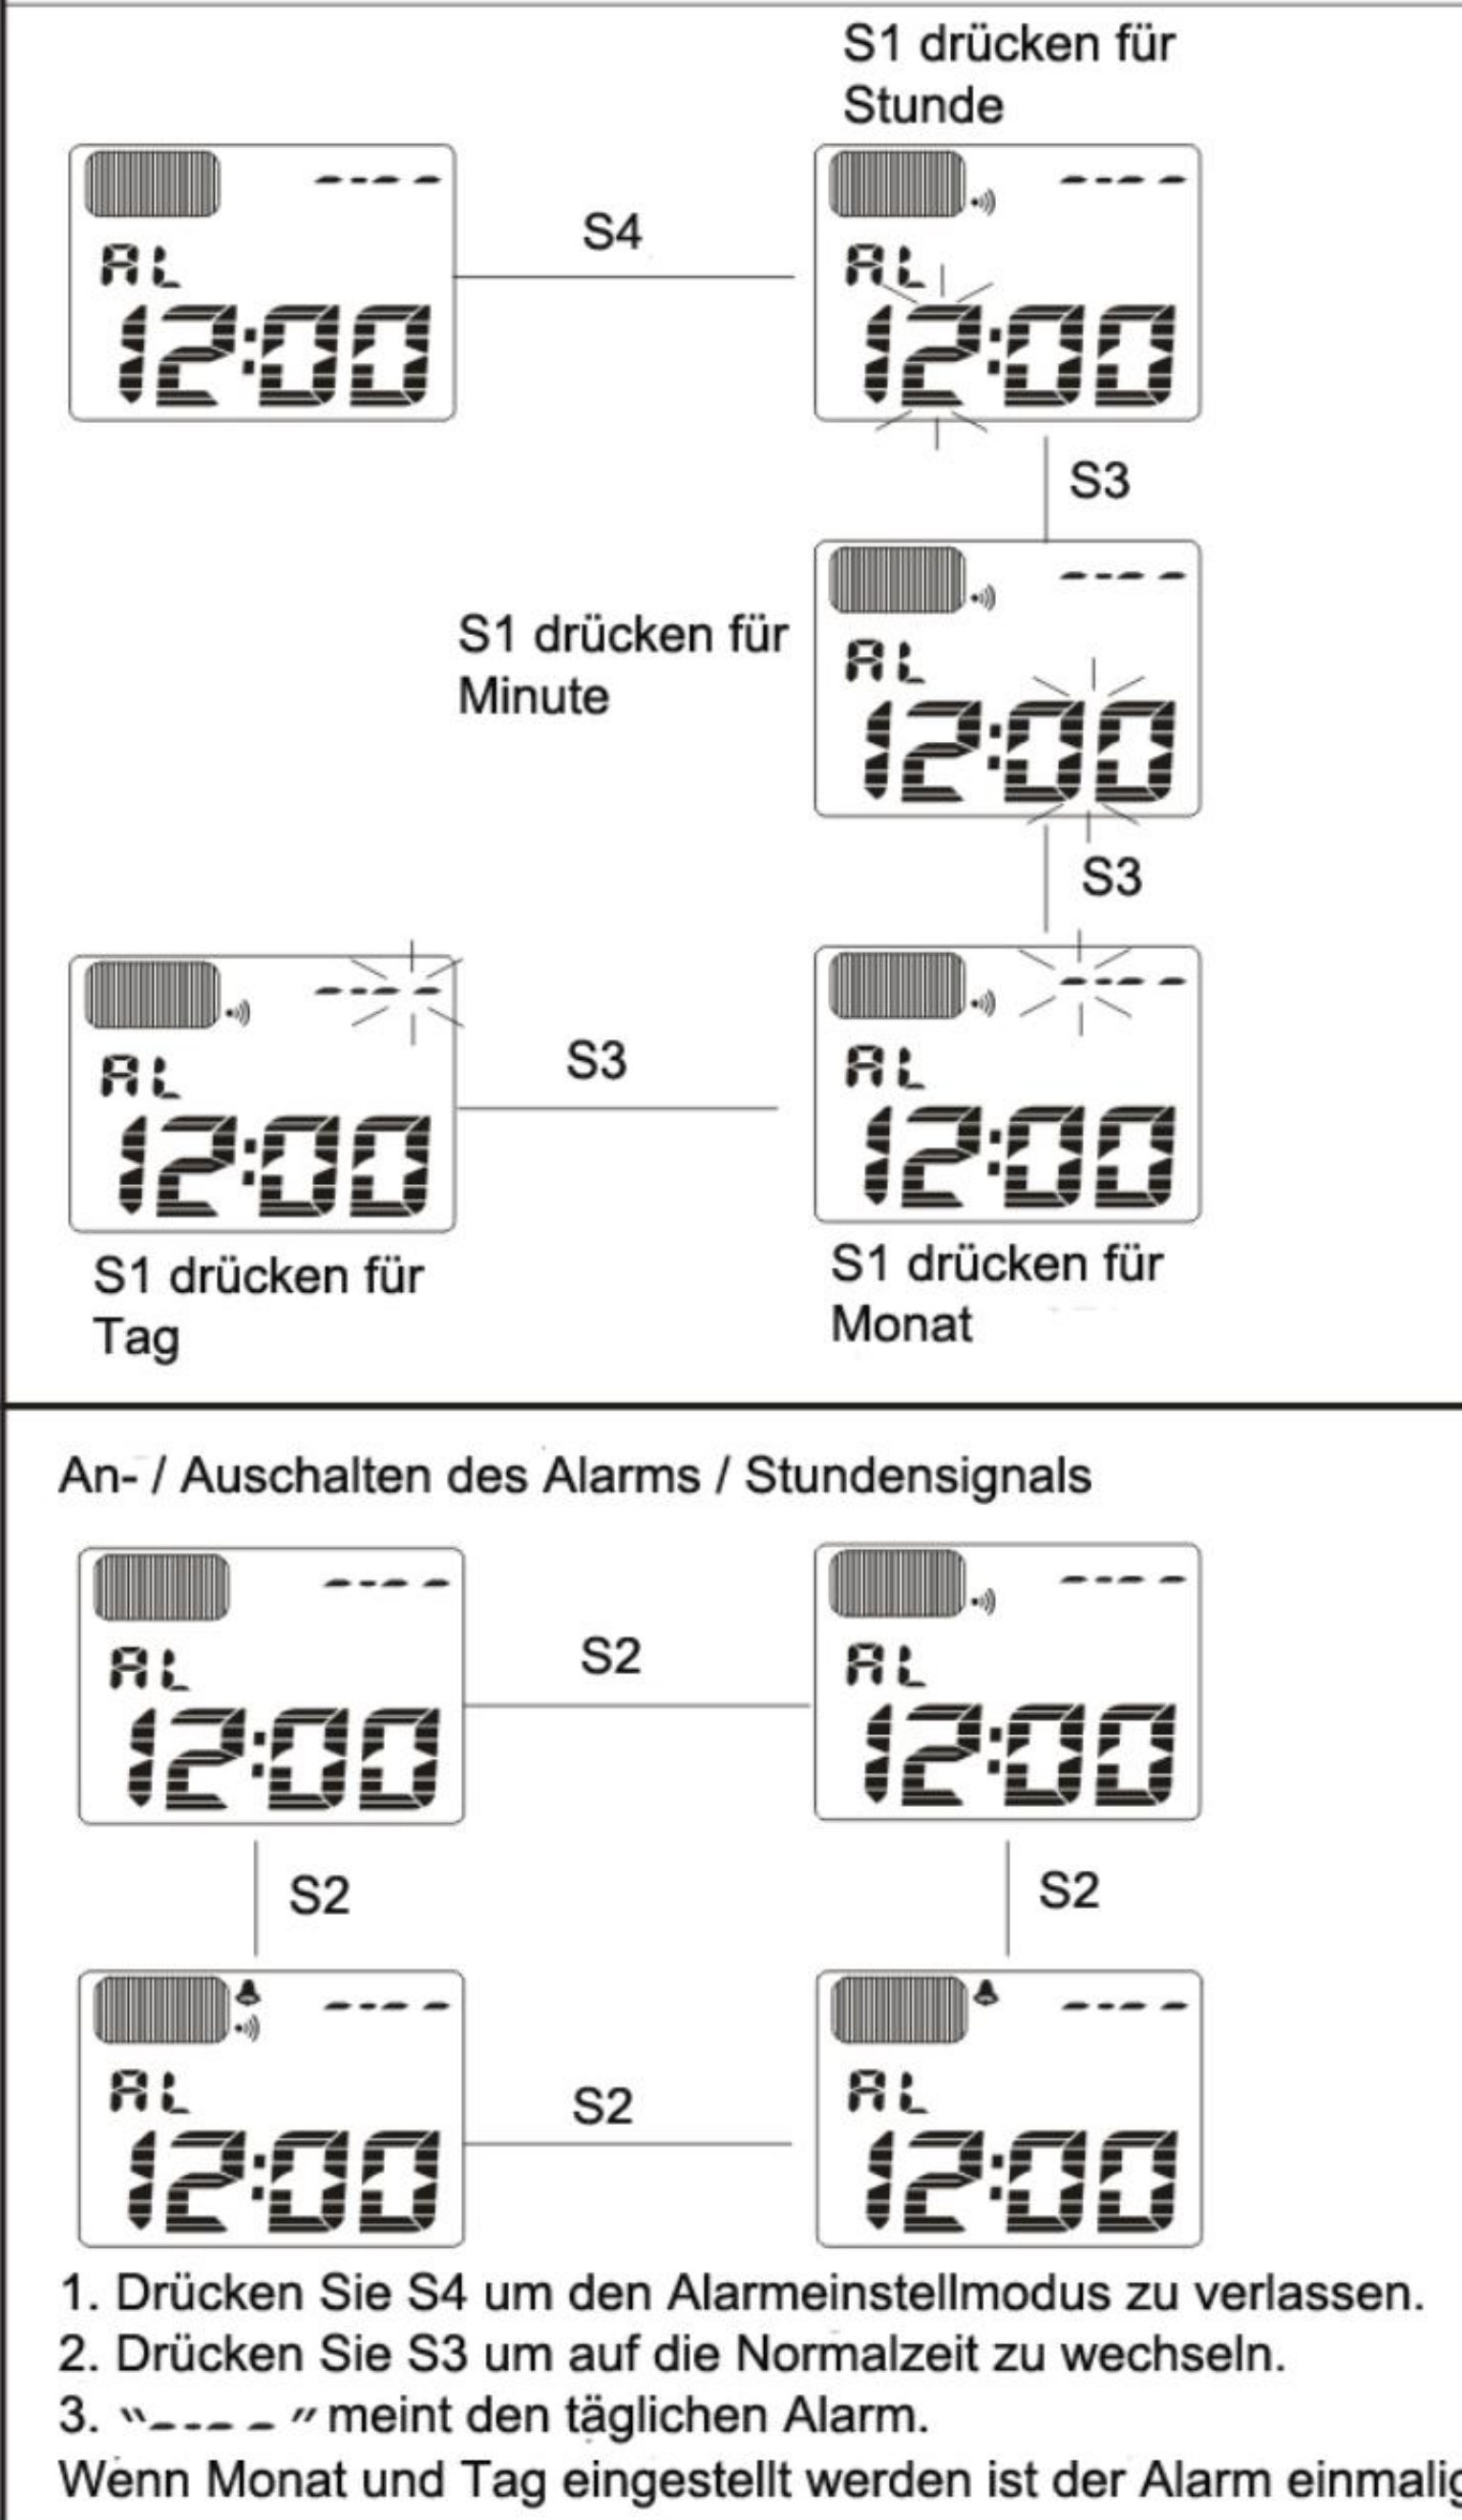 S1 drücken für
Stunde
-- --
AL
12:00
S4
-- --
AL
12:00
S3
S1 drücken für
Minute
-- --
AL
12:00
S3
-- --
AL
12:00
S3
-- --
AL
12:00
S1 drücken für
Tag
S1 drücken für
Monat
An- / Auschalten des Alarms / Stundensignals
-- --
AL
12:00
S2
-- --
AL
12:00
S2
S2
-- --
AL
12:00
S2
-- --
AL
12:00
1. Drücken Sie S4 um den Alarmeinstellmodus zu verlassen.
2. Drücken Sie S3 um auf die Normalzeit zu wechseln.
3. "-- --" meint den täglichen Alarm.
Wenn Monat und Tag eingestellt werden ist der Alarm einmalig